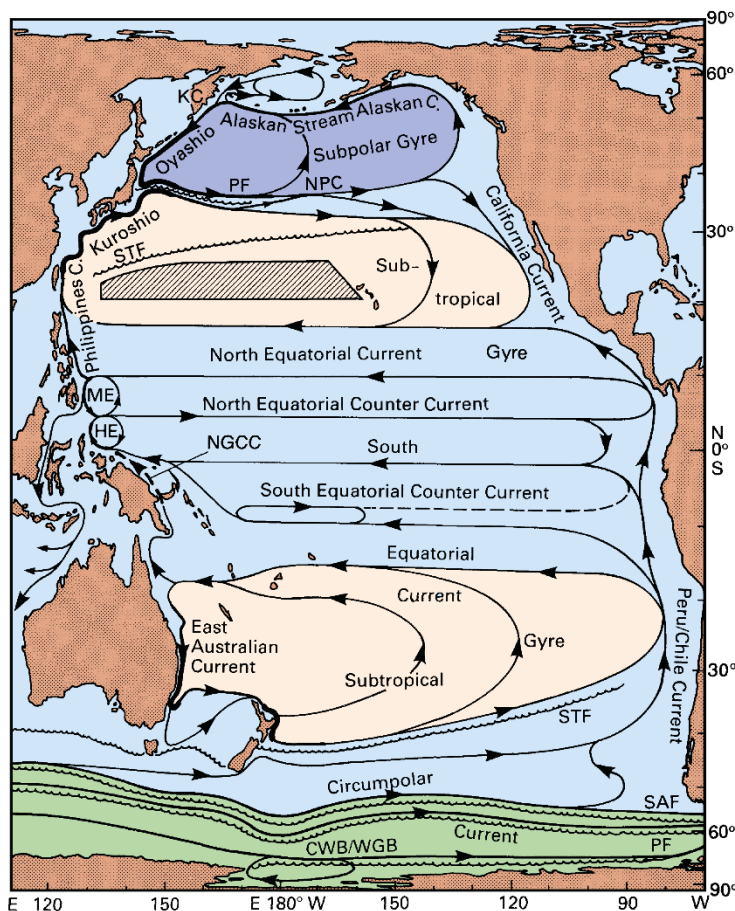 90°
60°
KC
Alaskan Stream
Alaskan C.
Oyashio
Subpolar Gyre
PF
NPC
California Current
Kuroshio
30°
STF
Sub-
tropical
Philippines C.
North Equatorial Current
Gyre
ME
North Equatorial Counter Current
HE
NGCC
South
N
0°
S
South Equatorial Counter Current
Equatorial
Current
East
Australian
Current
Gyre
Subtropical
Peru/Chile Current
30°
STF
Circumpolar
SAF
Current
60°
CWB/WGB
PF
90°
E 120
150
E 180° W
150
120
90
W